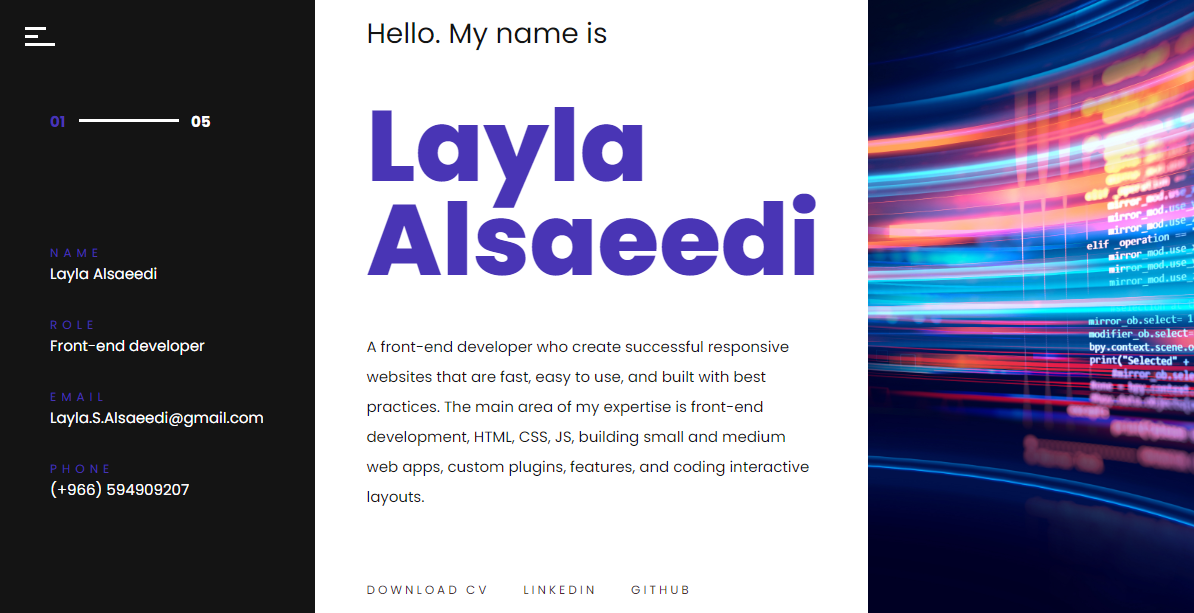 01
05
NAME
Layla Alsaeedi
ROLE
Front-end developer
EMAIL
Layla.S.Alsaeedi@gmail.com
PHONE
(+966) 594909207
Hello. My name is
Layla
Alsaeedi
A front-end developer who create successful responsive
websites that are fast, easy to use, and built with best
practices. The main area of my expertise is front-end
development, HTML, CSS, JS, building small and medium
web apps, custom plugins, features, and coding interactive
layouts.
DOWNLOAD CV
LINKEDIN
GITHUB
elif _operation
mirror_mod.use_
mirror_mod.use_
mirror_mod.use_
elif _operation ==
mirror_mod.use_
mirror_mod.use_
mirror_mod.use_
mirror_ob.select= 1
modifier_ob.select=
bpy.context.scene.o
print("Selected" +